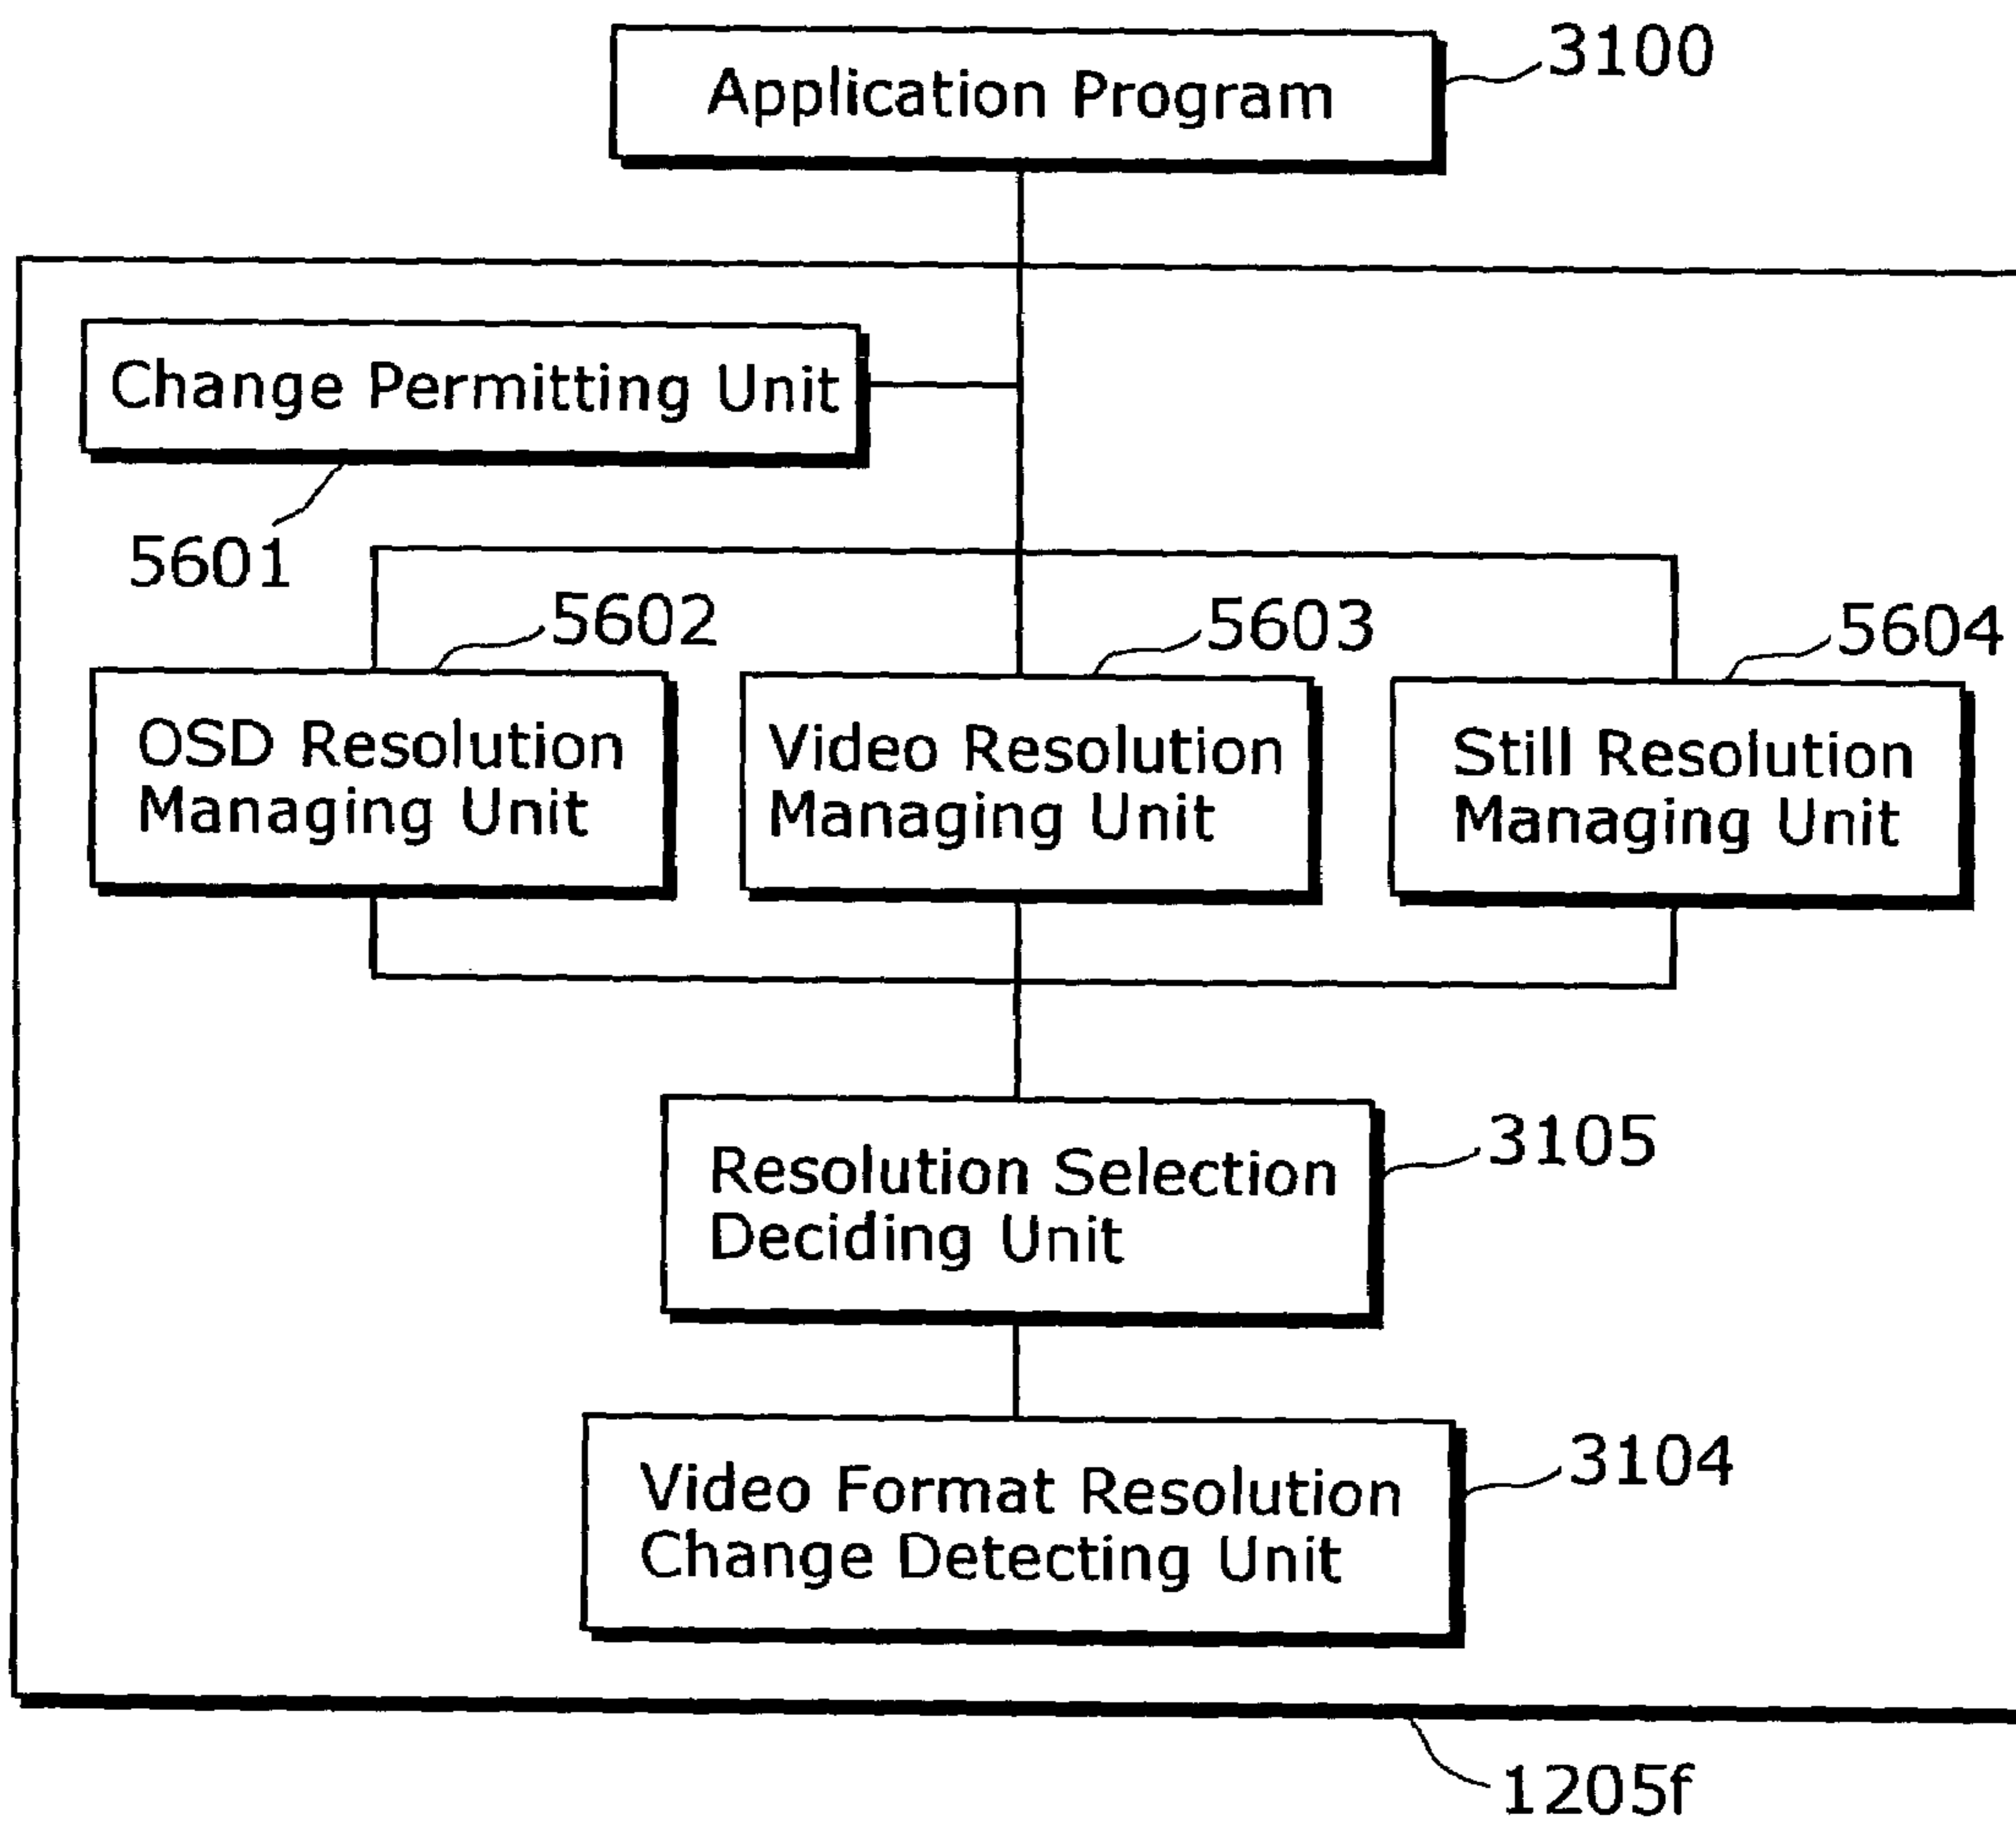 3100
Application Program
Change Permitting Unit
5601
5602
5603
5604
OSD Resolution
Managing Unit
Video Resolution
Managing Unit
Still Resolution
Managing Unit
3105
Resolution Selection
Deciding Unit
3104
Video Format Resolution
Change Detecting Unit
1205f